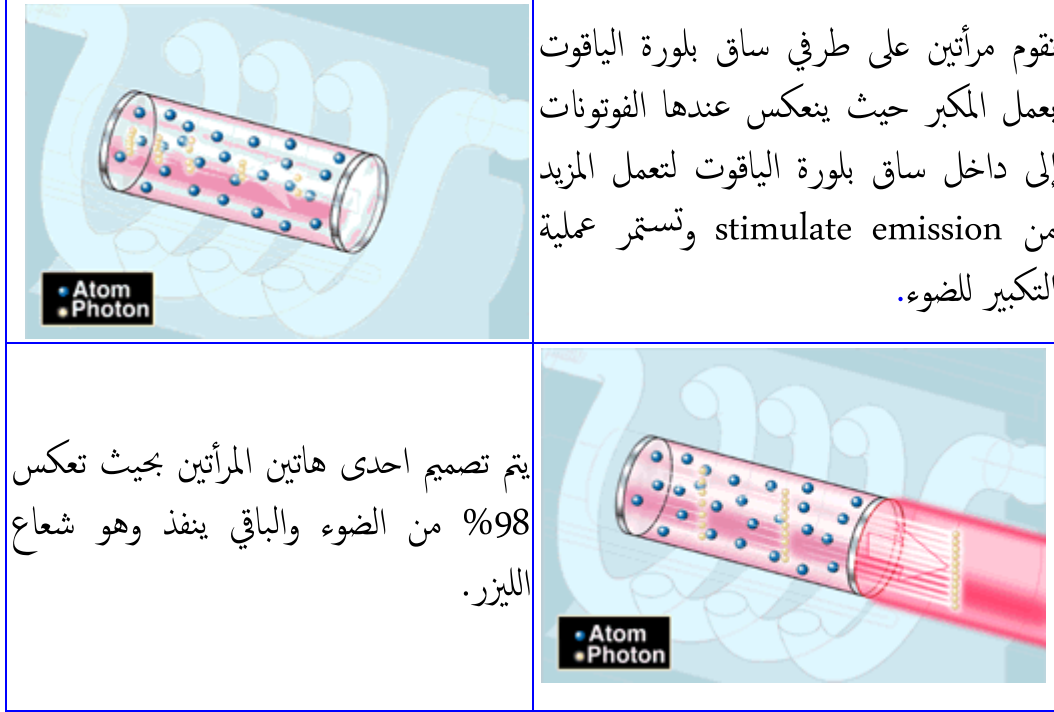 تقوم مرأتين على طرفي ساق بلورة الياقوت
بعمل المكبر حيث ينعكس عندها الفوتونات
إلى داخل ساق بلورة الياقوت لتعمل المزيد
من stimulate emission وتستمر عملية
التكبير للضوء.
Atom
Photon
يتم تصميم احدى هاتين المرأتين بحيث تعكس
98% من الضوء والباقي ينفذ وهو شعاع
الليزر.
Atom
Photon